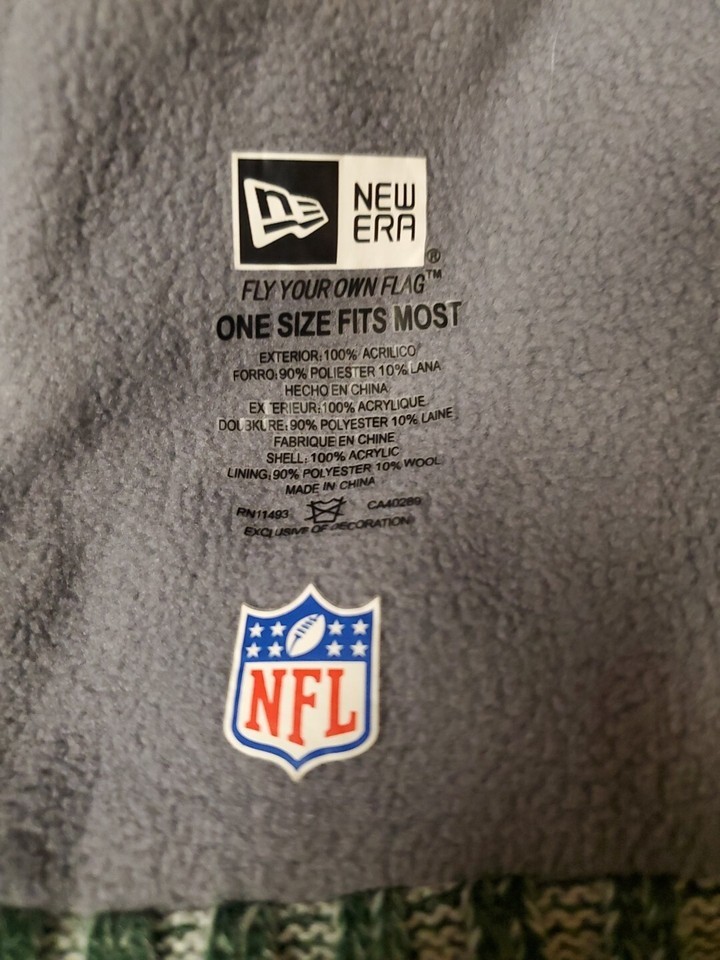 NEW
ERA
®
FLY YOUR OWN FLAG™
ONE SIZE FITS MOST
EXTERIOR:100% ACRILICO
FORRO:90% POLIESTER 10% LANA
HECHO EN CHINA
EXTERIEUR:100% ACRYLIQUE
DOUBKURE:90% POLYESTER 10% LAINE
FABRIQUE EN CHINE
SHELL:100% ACRYLIC
LINING:90% POLYESTER 10% WOOL
MADE IN CHINA
RN11493 CA40289
EXCLUSIVE OF DECORATION
NFL